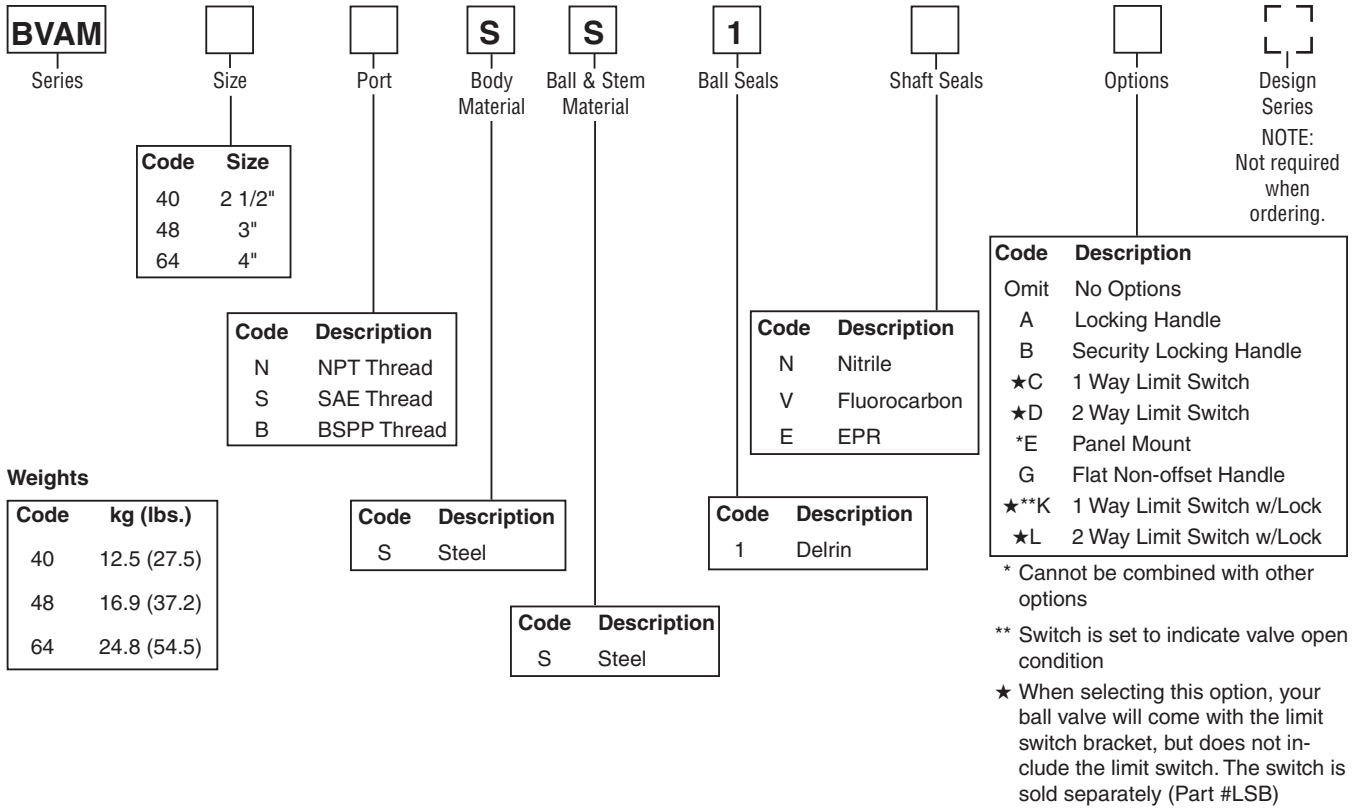 BVAM S S 1
Series Size Port Body Material Ball & Stem Material Ball Seals Shaft Seals Options Design Series
NOTE:
Not required
when
ordering.
Code Size
40 2 1/2"
48 3"
64 4"
Code Description
N NPT Thread
S SAE Thread
B BSPP Thread
Code Description
N Nitrile
V Fluorocarbon
E EPR
Code Description
Omit No Options
A Locking Handle
B Security Locking Handle
★C 1 Way Limit Switch
★D 2 Way Limit Switch
*E Panel Mount
G Flat Non-offset Handle
★**K 1 Way Limit Switch w/Lock
★L 2 Way Limit Switch w/Lock
Weights
Code kg (lbs.)
40 12.5 (27.5)
48 16.9 (37.2)
64 24.8 (54.5)
Code Description
S Steel
Code Description
1 Delrin
Code Description
S Steel
* Cannot be combined with other
options
** Switch is set to indicate valve open
condition
★ When selecting this option, your
ball valve will come with the limit
switch bracket, but does not in-
clude the limit switch. The switch is
sold separately (Part #LSB)